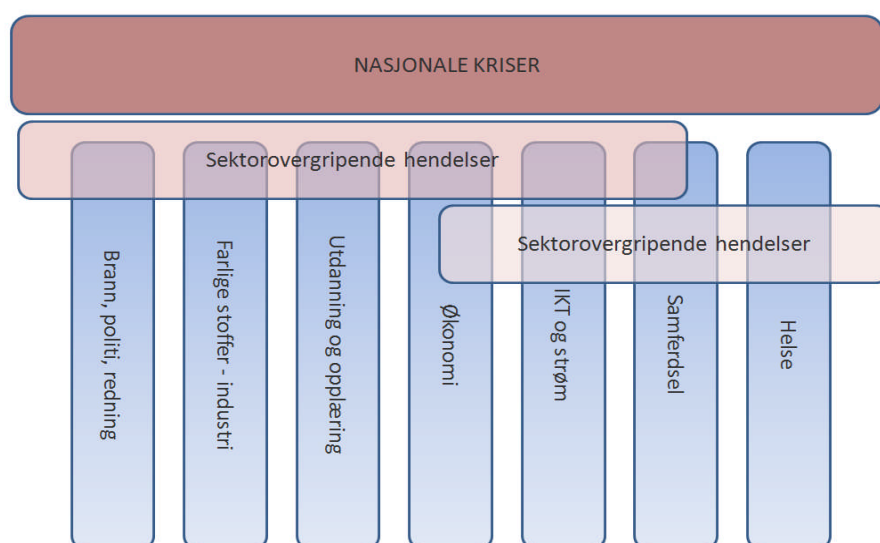 NASJONALE KRISER
Sektorovergripende hendelser
Sektorovergripende hendelser
Brann, politi, redning
Farlige stoffer - industri
Utdanning og opplæring
Økonomi
IKT og strøm
Samferdsel
Helse